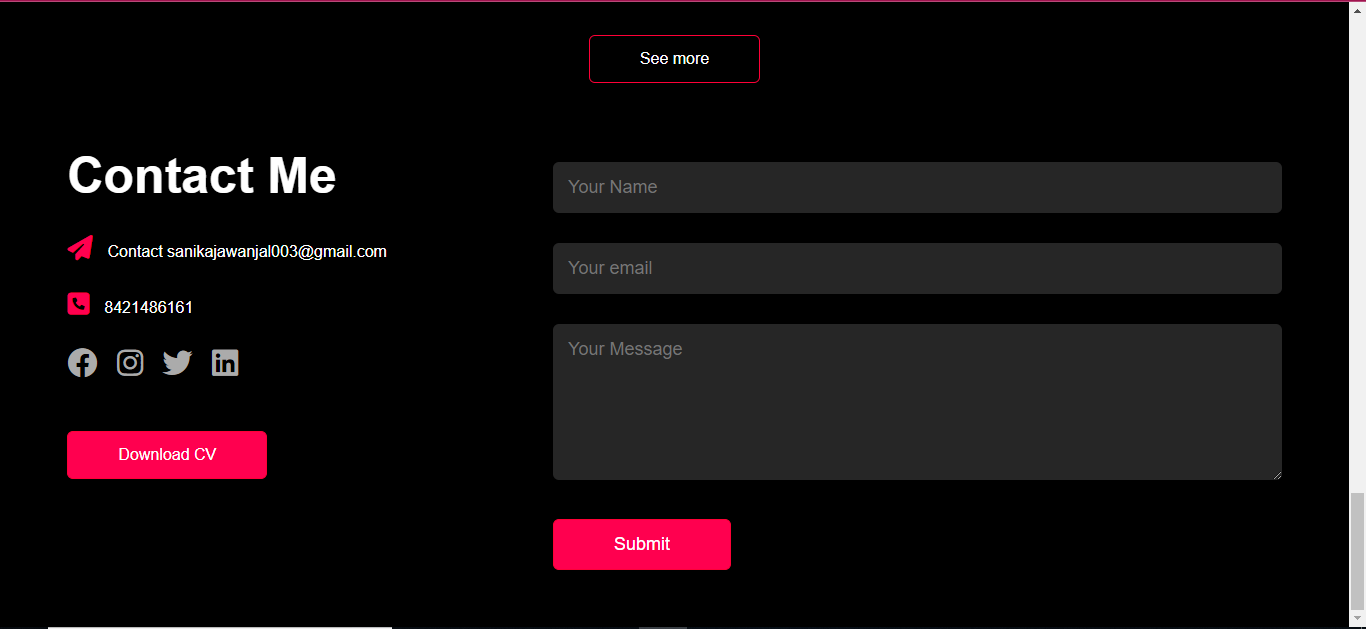 See more
Contact Me
Contact sanikajawanjal003@gmail.com
8421486161
Download CV
Your Name
Your email
Your Message
Submit